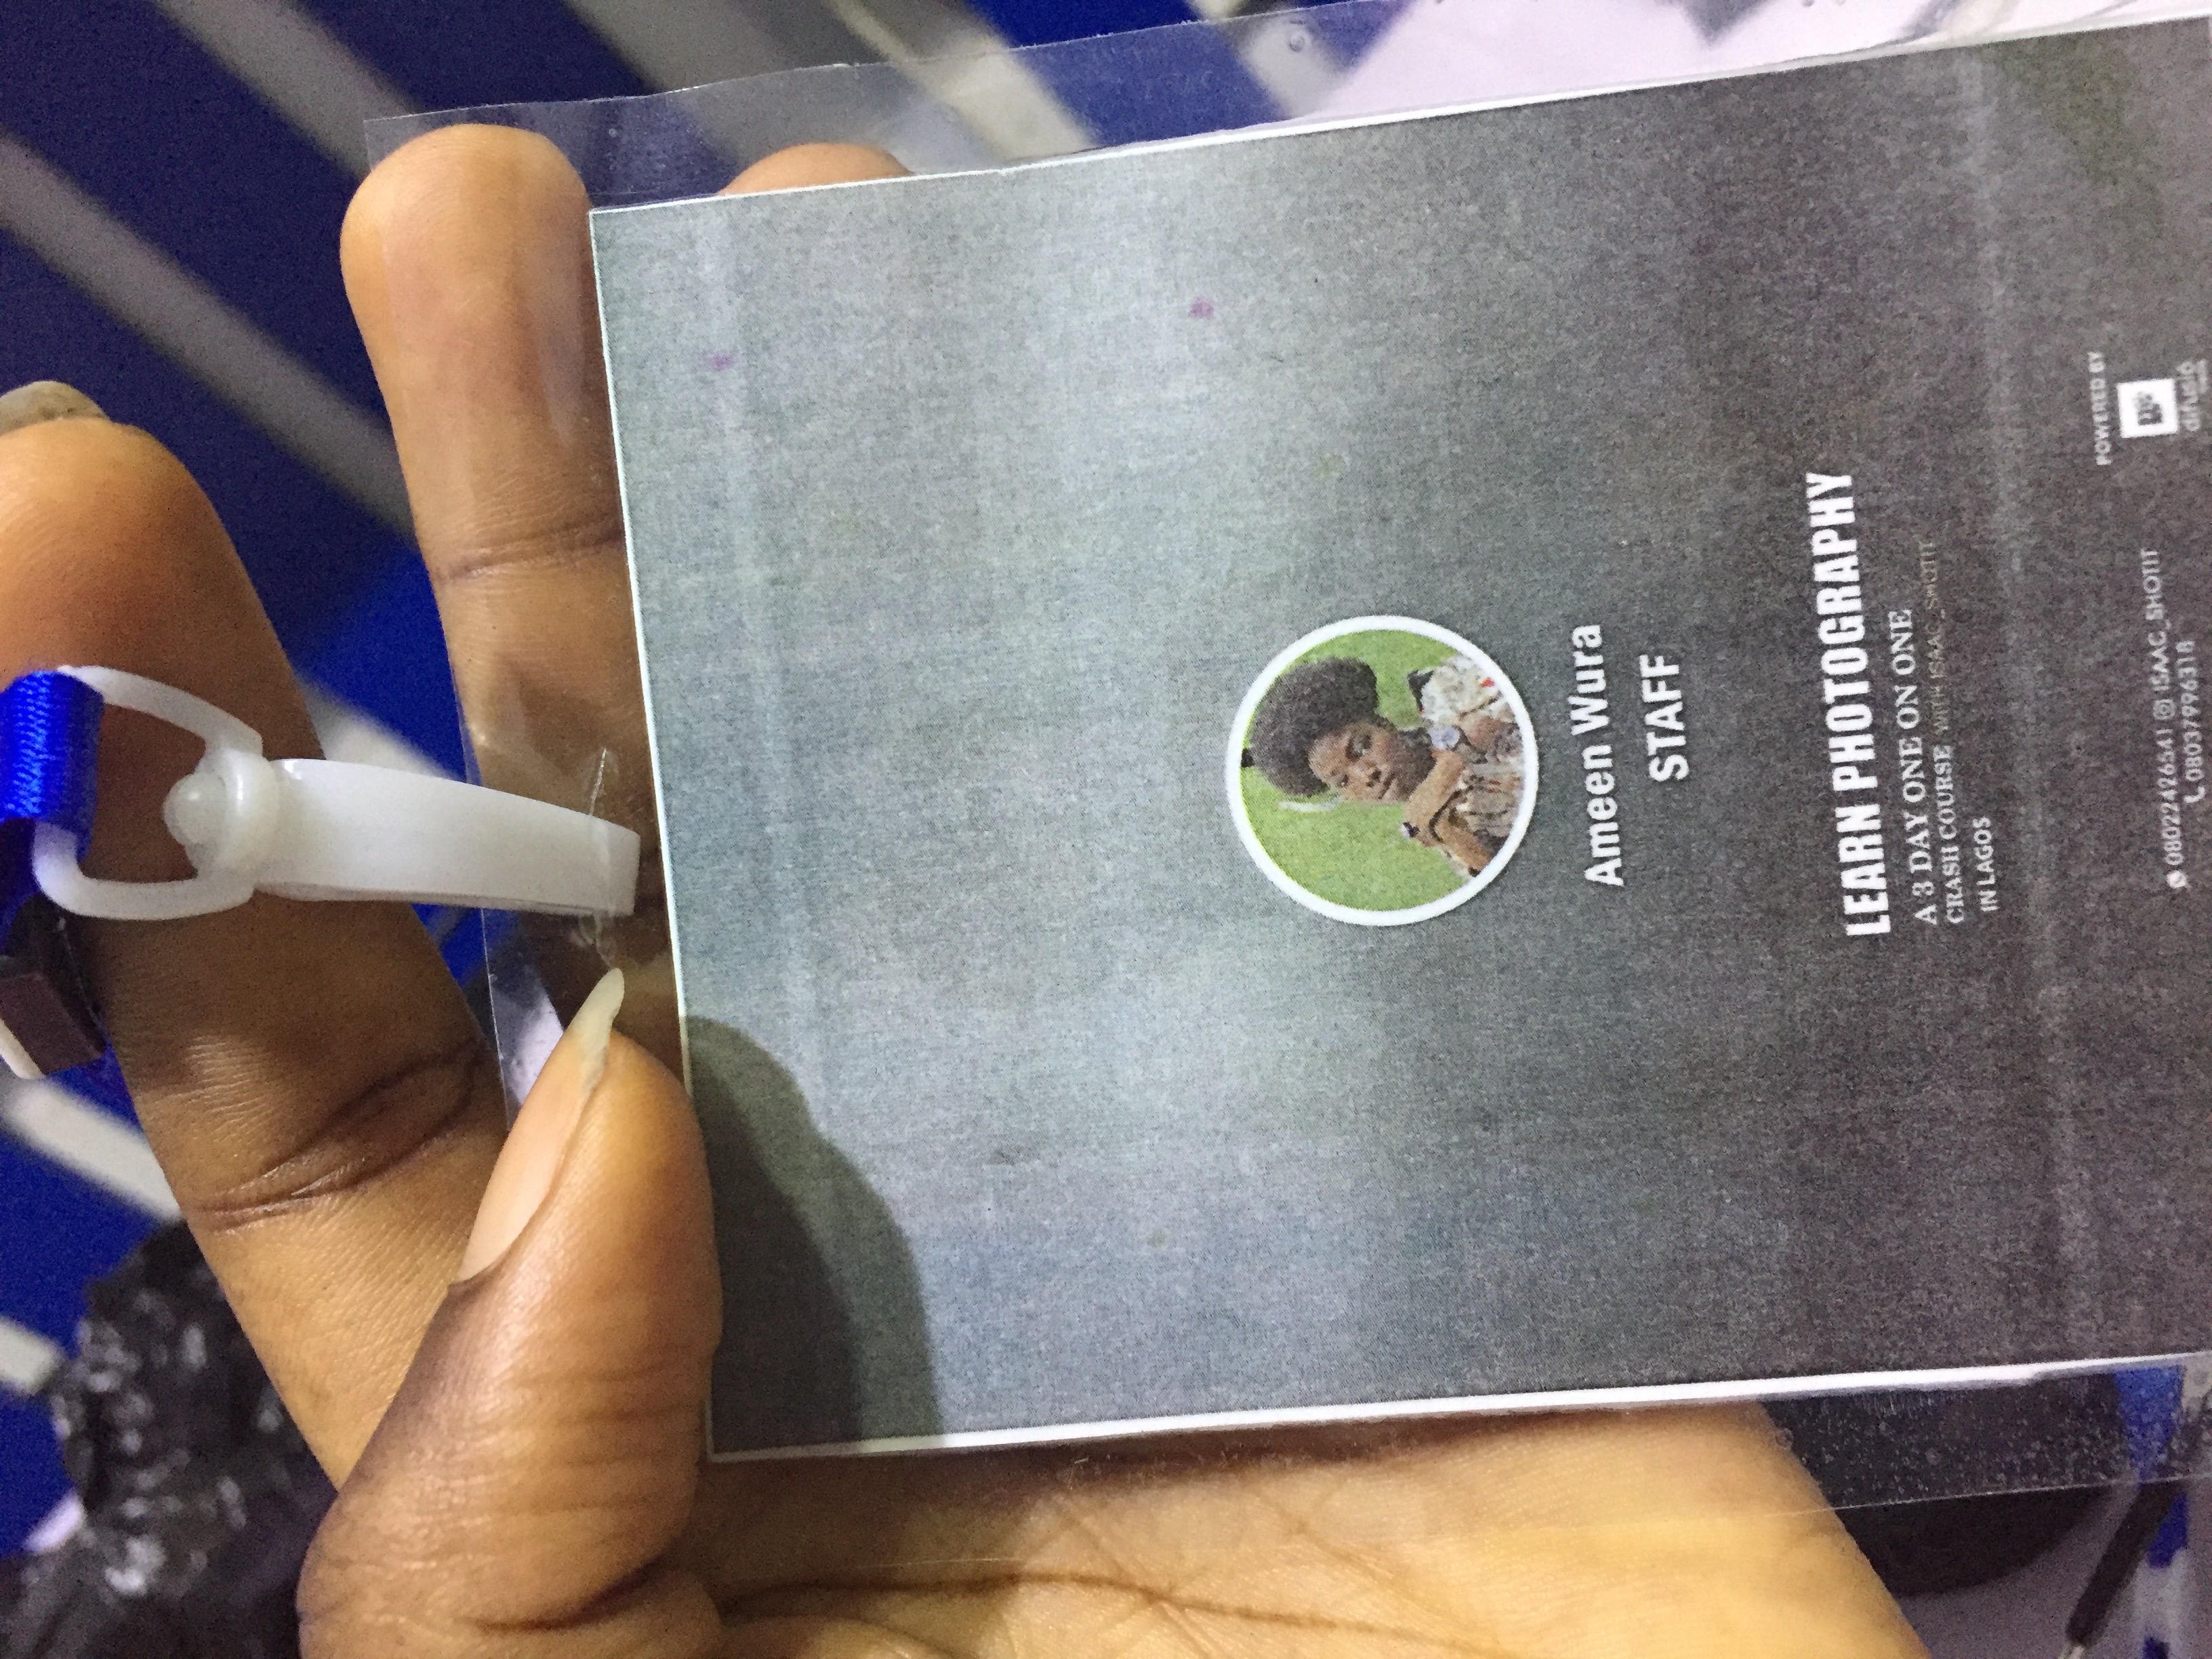 Ameen Wura
STAFF
LEARN PHOTOGRAPHY
A 3 DAY ONE ON ONE
CRASH COURSE WITH ISAAC_SHOTIT
IN LAGOS
POWERED BY
08022426541 ISAAC_SHOTIT
08037996318
difusió